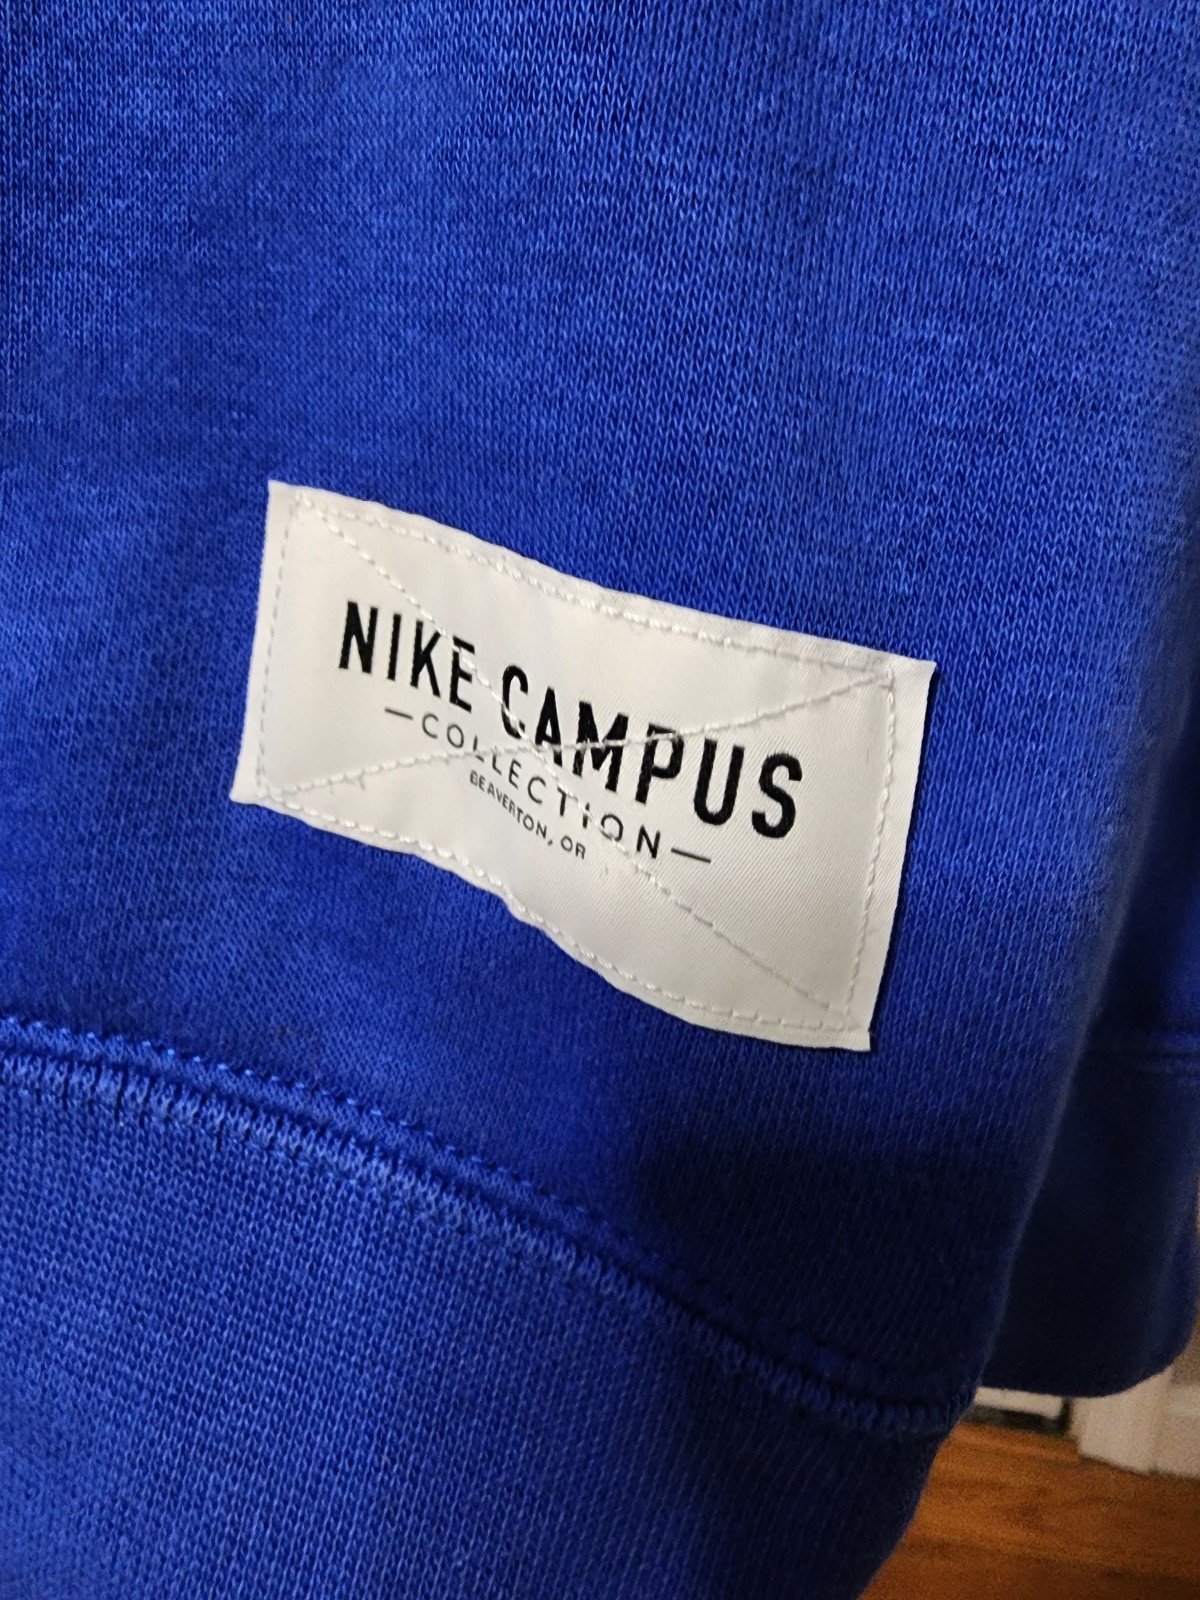 NIKE CAMPUS
—COLLECTION—
BEAVERTON, OR